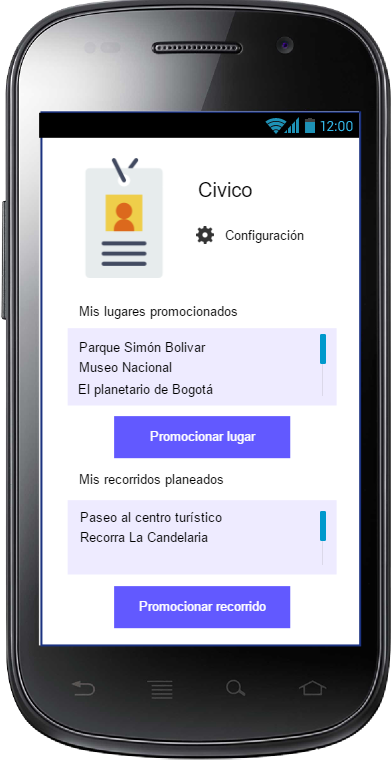 12:00
Civico
Configuración
Mis lugares promocionados
Parque Simón Bolivar
Museo Nacional
El planetario de Bogotá
Promocionar lugar
Mis recorridos planeados
Paseo al centro turístico
Recorra La Candelaria
Promocionar recorrido